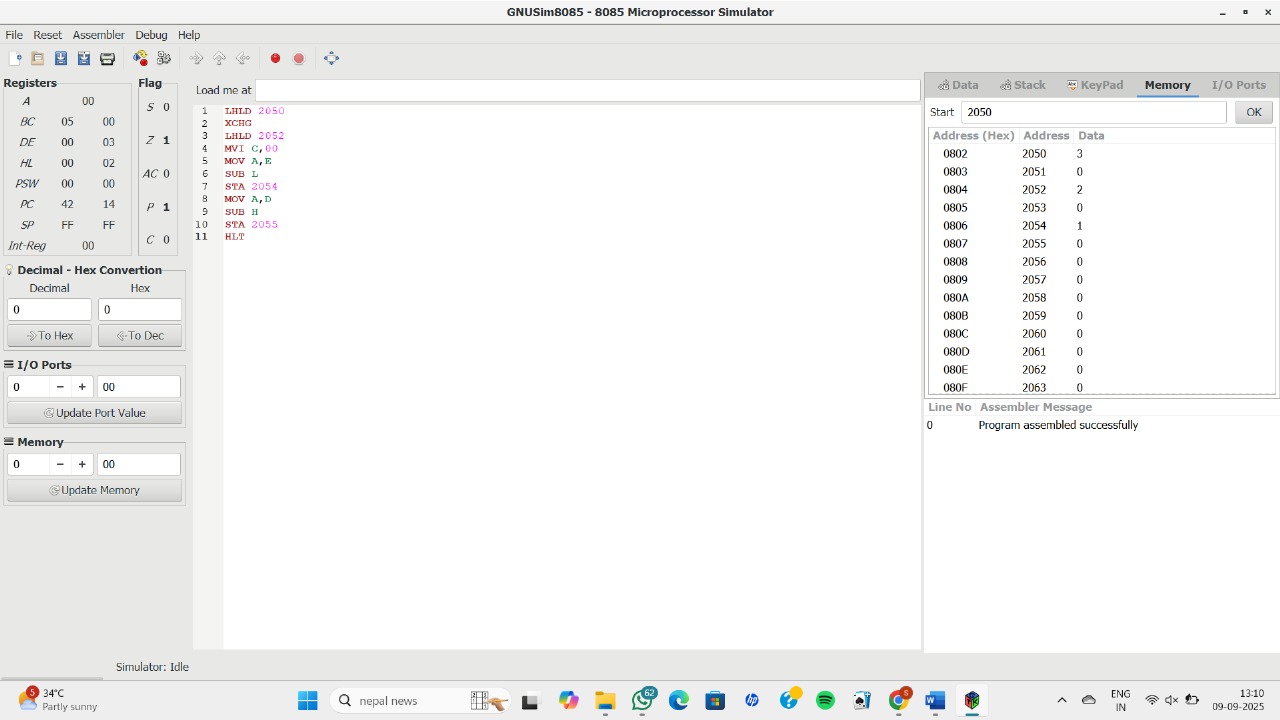 GNUSim8085 - 8085 Microprocessor Simulator
File Reset Assembler Debug Help
Registers
A 00
BC 05 00
DE 00 03
HL 00 02
PSW 00 00
PC 42 14
SP FF FF
Int-Reg 00
Flag
S 0
Z 1
AC 0
P 1
C 0
Decimal - Hex Convertion
Decimal Hex
0 0
To Hex To Dec
I/O Ports
0 − + 00
Update Port Value
Memory
0 − + 00
Update Memory
Load me at
1 LHLD 2050
2 XCHG
3 LHLD 2052
4 MVI C,00
5 MOV A,E
6 SUB L
7 STA 2054
8 MOV A,D
9 SUB H
10 STA 2055
11 HLT
Data Stack KeyPad Memory I/O Ports
Start 2050 OK
Address (Hex) Address Data
0802 2050 3
0803 2051 0
0804 2052 2
0805 2053 0
0806 2054 1
0807 2055 0
0808 2056 0
0809 2057 0
080A 2058 0
080B 2059 0
080C 2060 0
080D 2061 0
080E 2062 0
080F 2063 0
Line No Assembler Message
0 Program assembled successfully
Simulator: Idle
5
34°C
Partly sunny
nepal news
62
hp
ENG
IN
13:10
09-09-2025